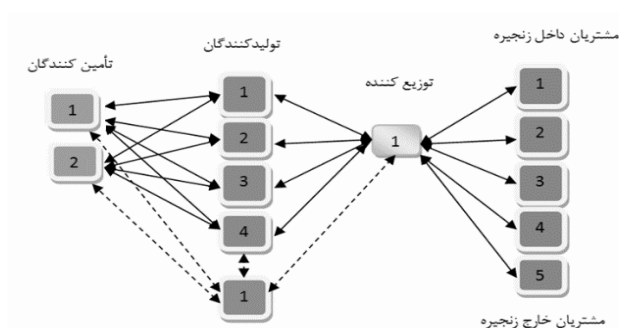 مشتریان داخل زنجیره
تولیدکنندگان
تأمین کنندگان
توزیع کننده
1
2
1
2
3
4
1
1
1
2
3
4
5
مشتریان خارج زنجیره